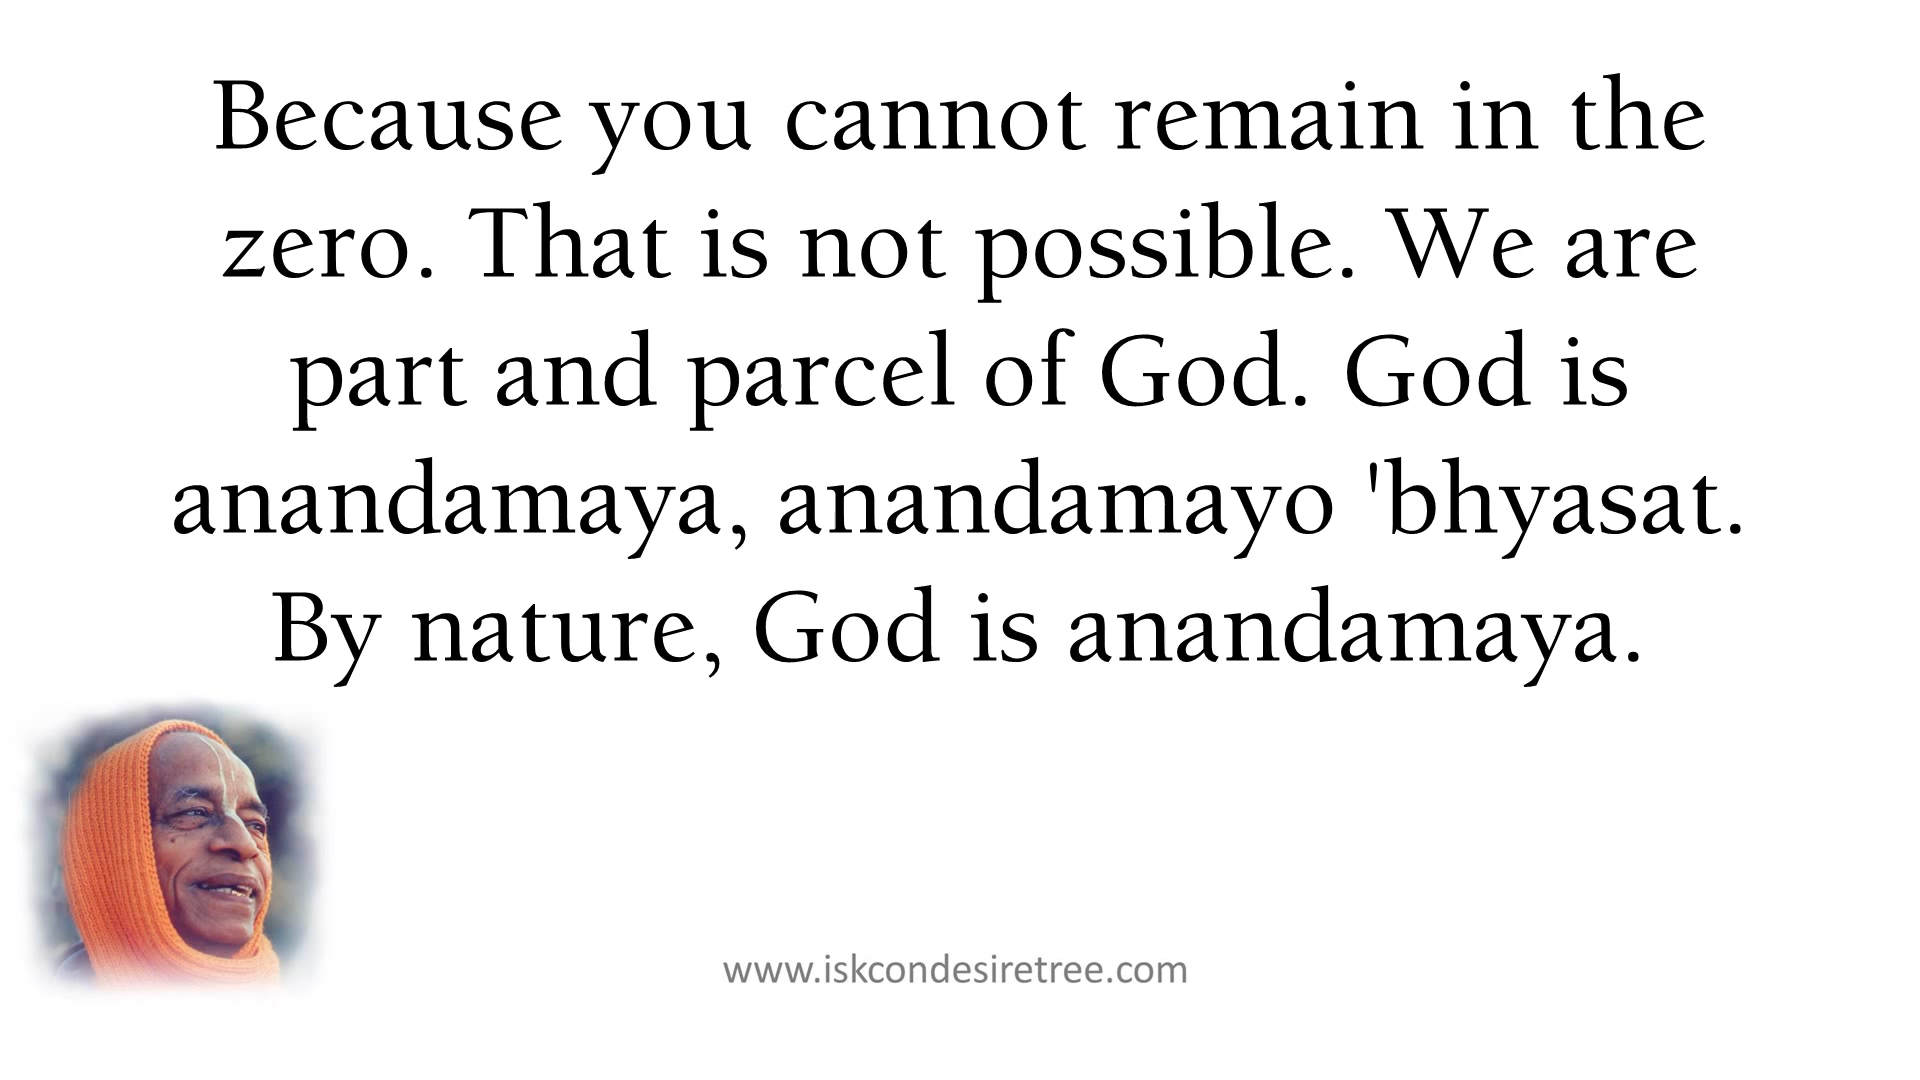 Because you cannot remain in the
zero. That is not possible. We are
part and parcel of God. God is
anandamaya, anandamayo 'bhyasat.
By nature, God is anandamaya.
www.iskcondesiretree.com